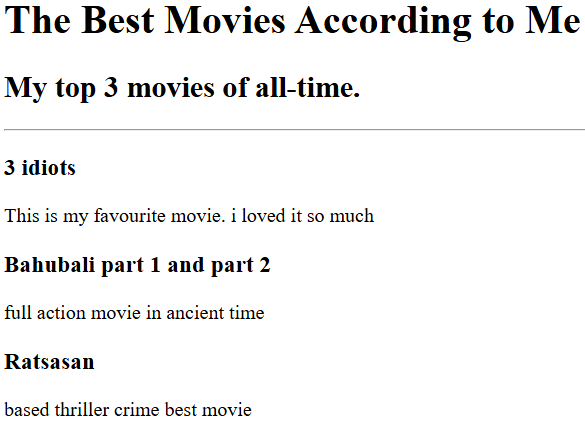 The Best Movies According to Me
My top 3 movies of all-time.
3 idiots
This is my favourite movie. i loved it so much
Bahubali part 1 and part 2
full action movie in ancient time
Ratsasan
based thriller crime best movie